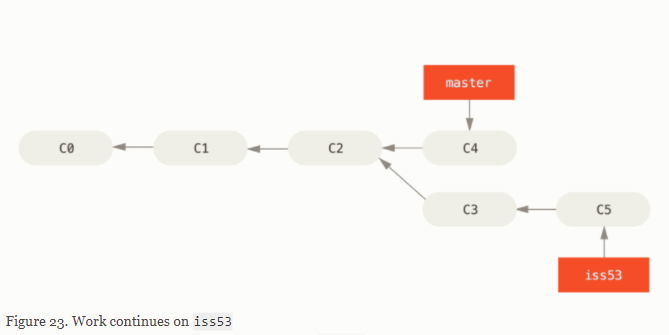 master
C0 C1 C2 C4
C3 C5
iss53
Figure 23. Work continues on iss53